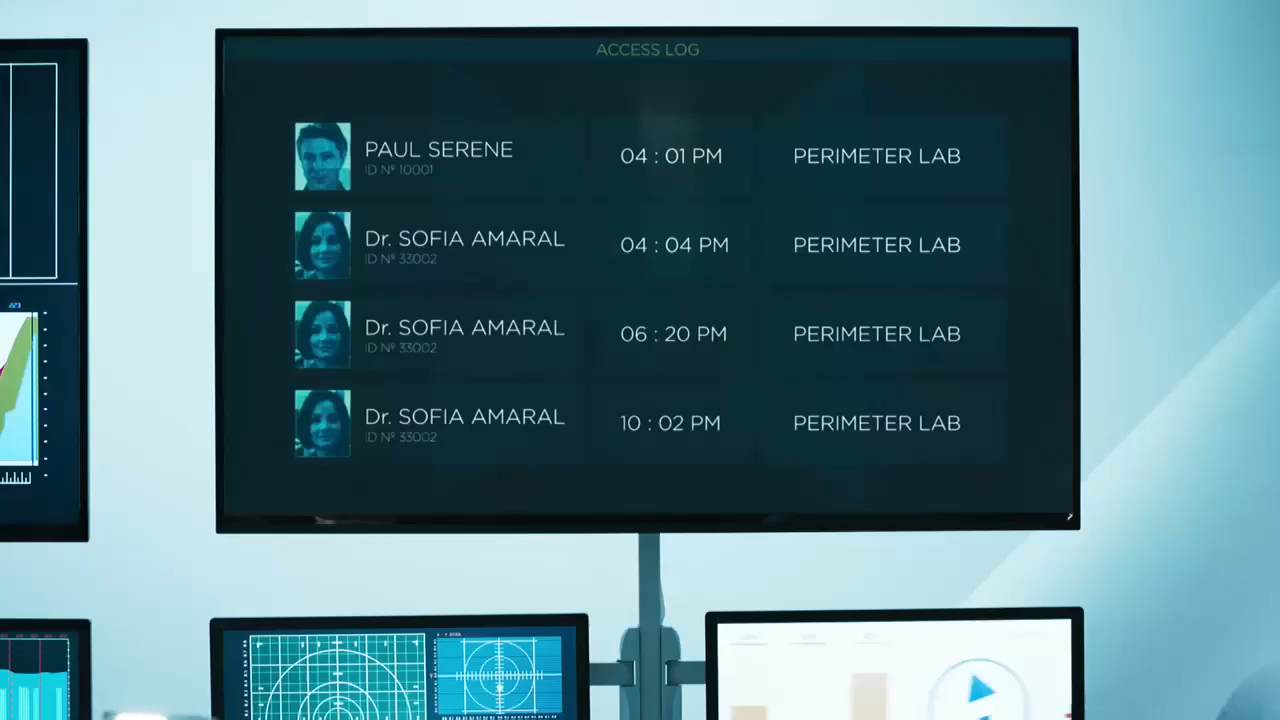 ACCESS LOG
PAUL SERENE
ID Nº 10001
04 : 01 PM
PERIMETER LAB
Dr. SOFIA AMARAL
ID Nº 33002
04 : 04 PM
PERIMETER LAB
Dr. SOFIA AMARAL
ID Nº 33002
06 : 20 PM
PERIMETER LAB
Dr. SOFIA AMARAL
ID Nº 33002
10 : 02 PM
PERIMETER LAB